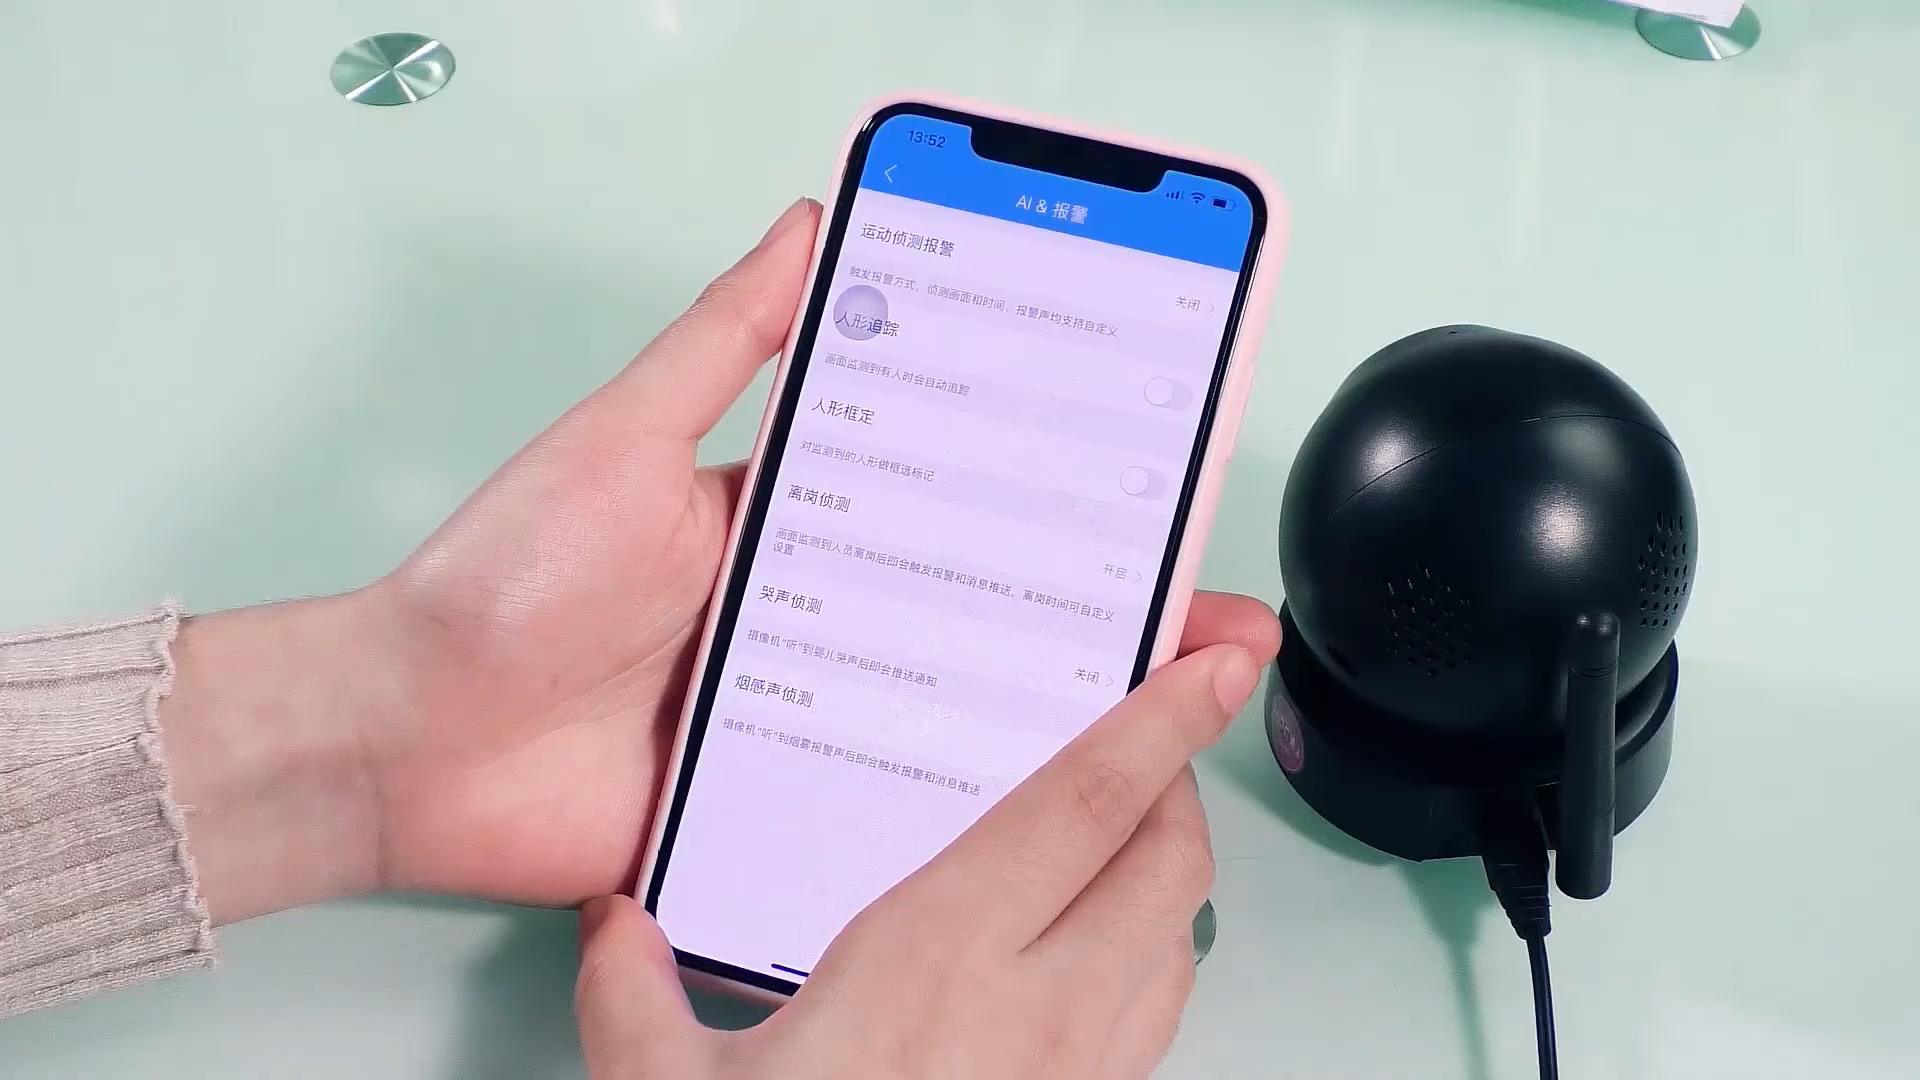 13:52
AI & 报警
运动侦测报警
触发报警方式、侦测画面和时间、报警声均支持自定义
关闭
人形追踪
画面监测到有人时会自动追踪
人形框定
对监测到的人形做框选标记
离岗侦测
画面监测到人员离岗后即会触发报警和消息推送，离岗时间可自定义
设置
开启
哭声侦测
摄像机“听”到婴儿哭声后即会推送通知
关闭
烟感声侦测
摄像机“听”到烟雾报警声后即会触发报警和消息推送